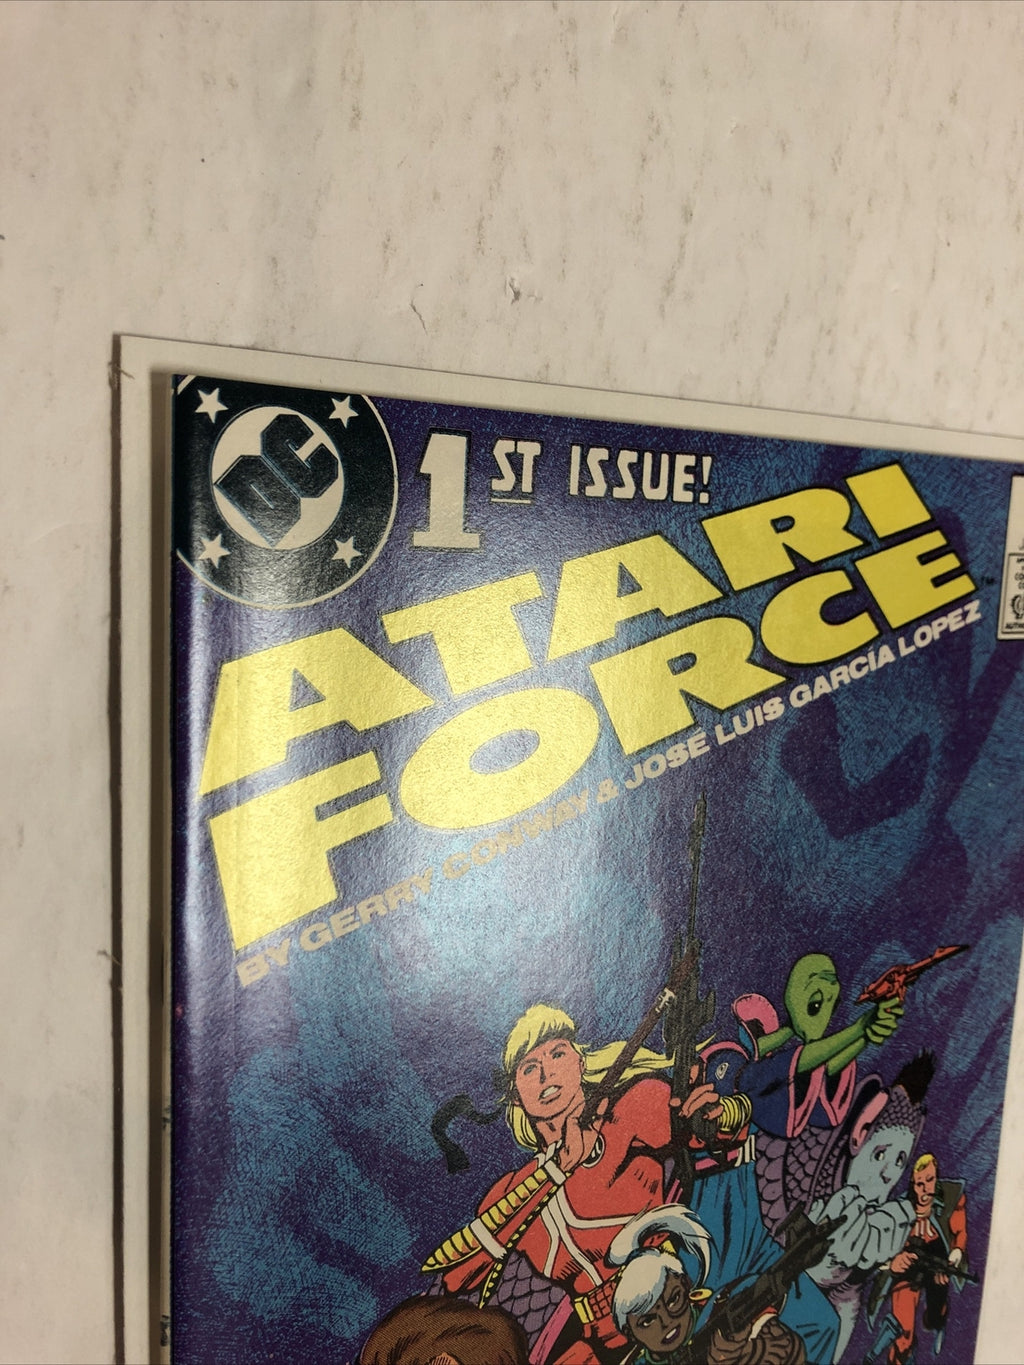 DC
1ST ISSUE!
ATARI
FORCE
BY GERRY CONWAY & JOSÉ LUIS GARCÍA LOPEZ